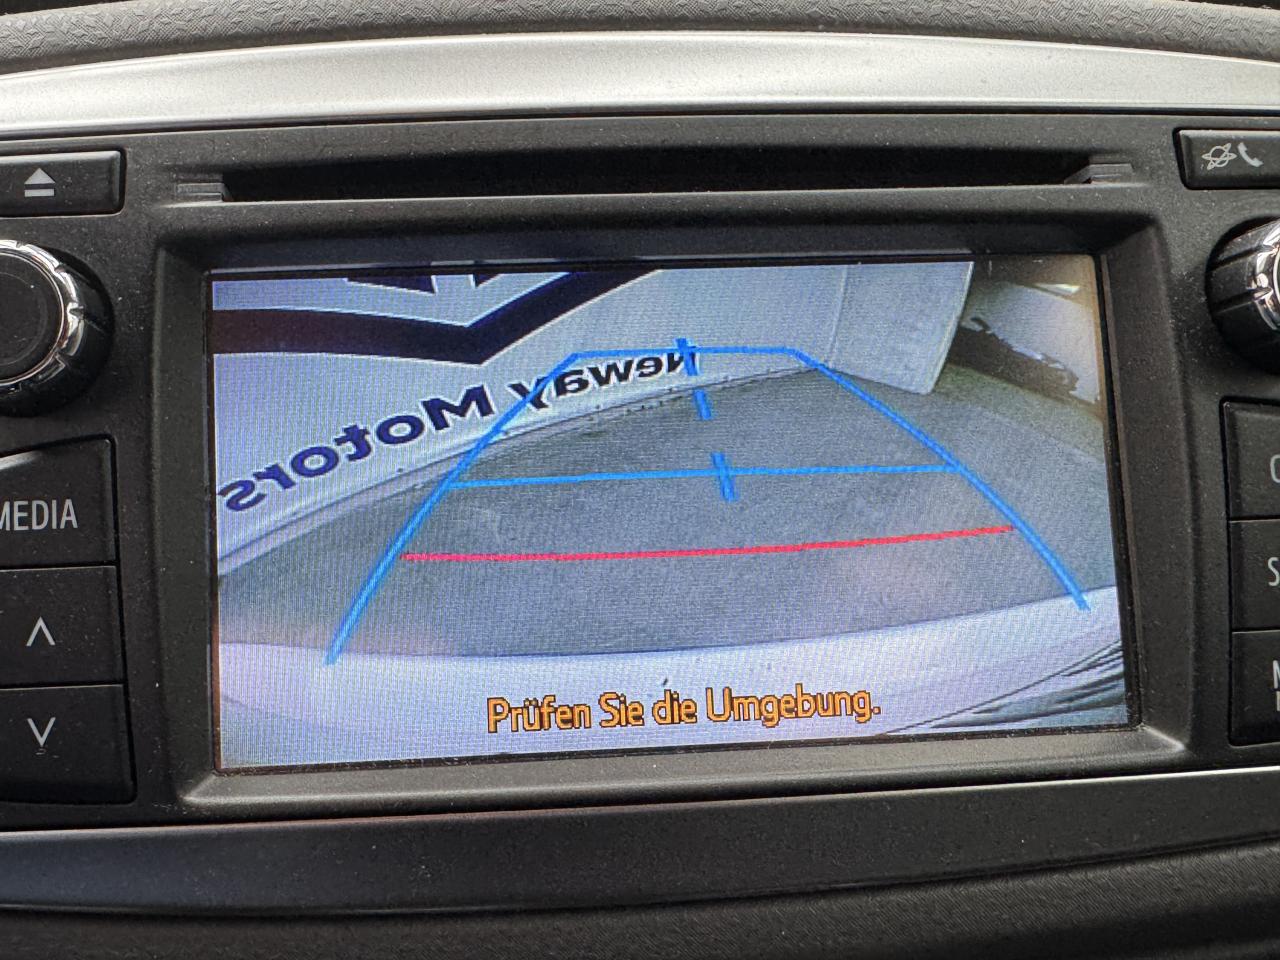 MEDIA
Neway Motors
Prüfen Sie die Umgebung.